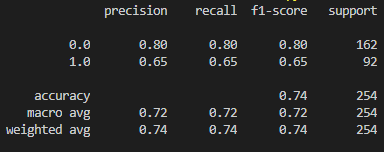 precision recall f1-score support
0.0 0.80 0.80 0.80 162
1.0 0.65 0.65 0.65 92
accuracy 0.74 254
macro avg 0.72 0.72 0.72 254
weighted avg 0.74 0.74 0.74 254